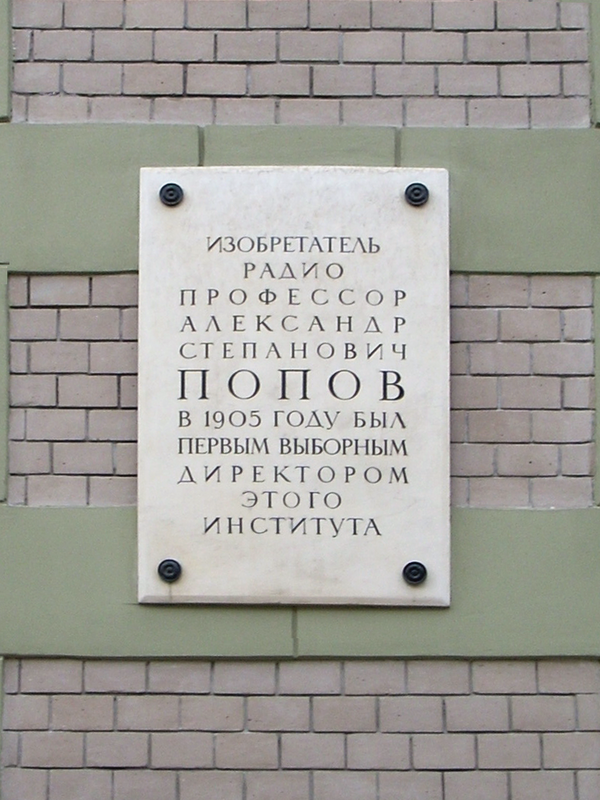 ИЗОБРЕТАТЕЛЬ
РАДИО
ПРОФЕССОР
АЛЕКСАНДР
СТЕПАНОВИЧ
ПОПОВ
В 1905 ГОДУ БЫЛ
ПЕРВЫМ ВЫБОРНЫМ
ДИРЕКТОРОМ
ЭТОГО
ИНСТИТУТА